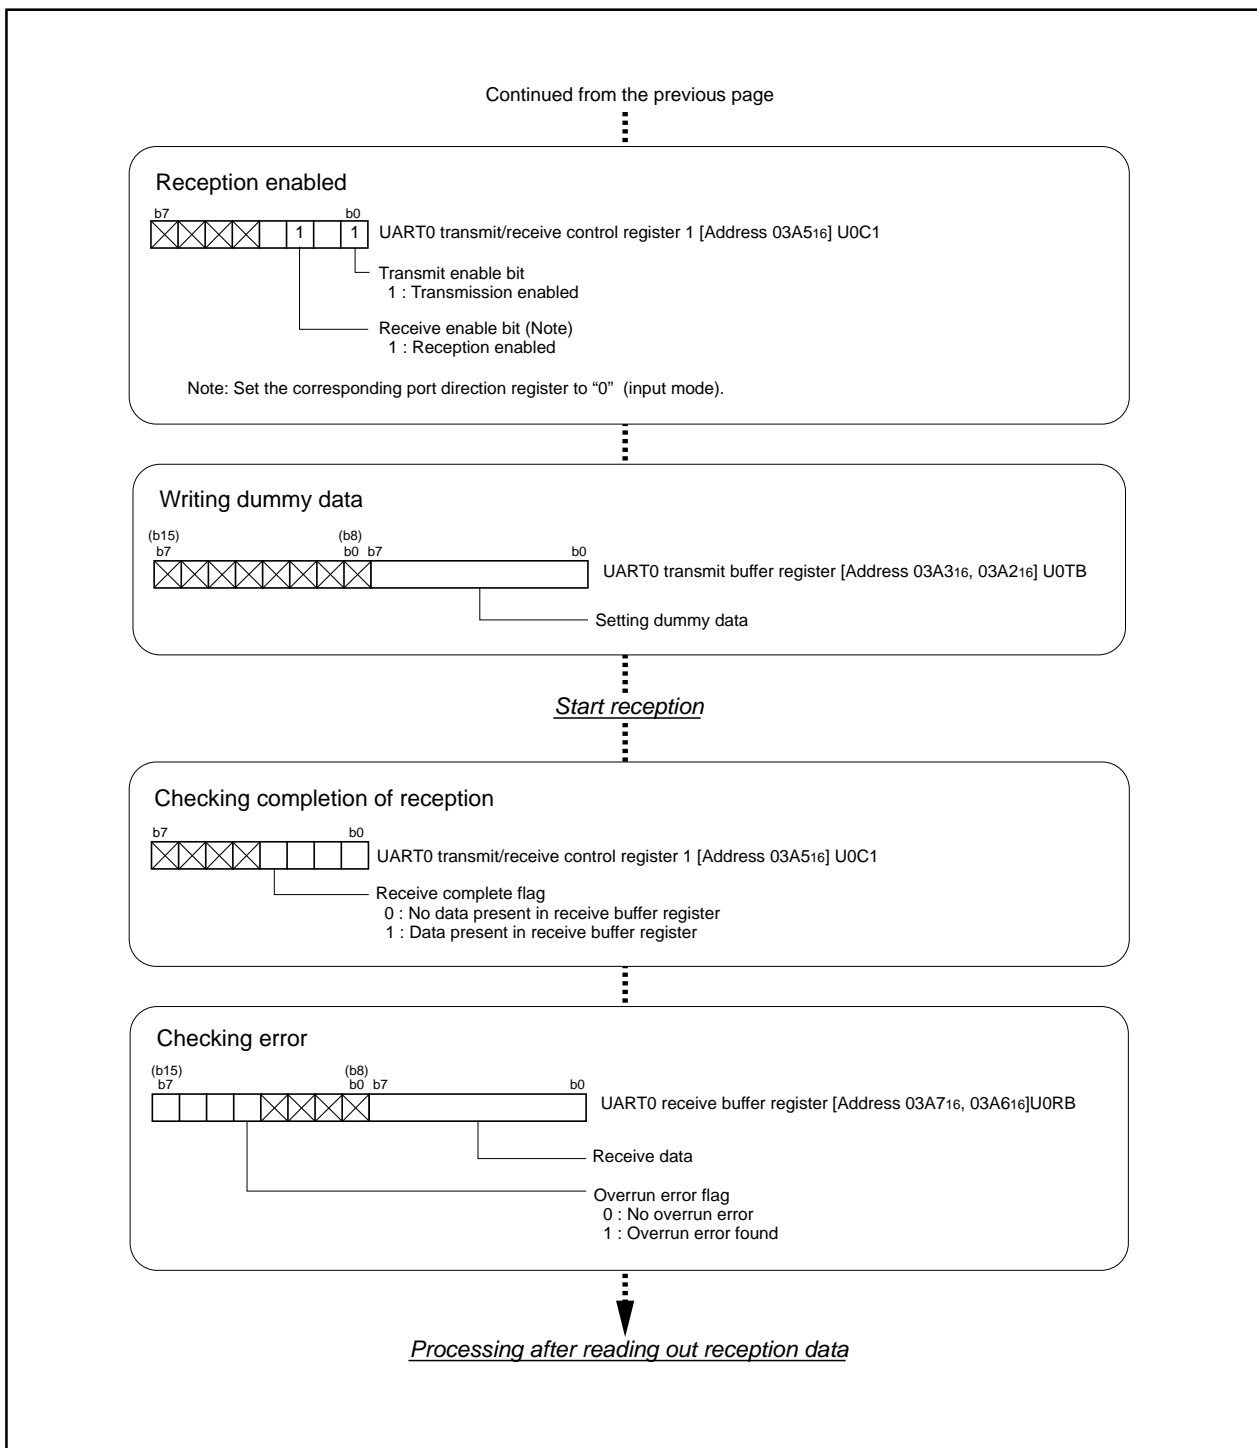 Continued from the previous page
Reception enabled
b7 b0
1 1 UART0 transmit/receive control register 1 [Address 03A516] U0C1
Transmit enable bit
1 : Transmission enabled
Receive enable bit (Note)
1 : Reception enabled
Note: Set the corresponding port direction register to “0” (input mode).
Writing dummy data
(b15) (b8)
b7 b0 b7 b0
UART0 transmit buffer register [Address 03A316, 03A216] U0TB
Setting dummy data
Start reception
Checking completion of reception
b7 b0
UART0 transmit/receive control register 1 [Address 03A516] U0C1
Receive complete flag
0 : No data present in receive buffer register
1 : Data present in receive buffer register
Checking error
(b15) (b8)
b7 b0 b7 b0
UART0 receive buffer register [Address 03A716, 03A616]U0RB
Receive data
Overrun error flag
0 : No overrun error
1 : Overrun error found
Processing after reading out reception data